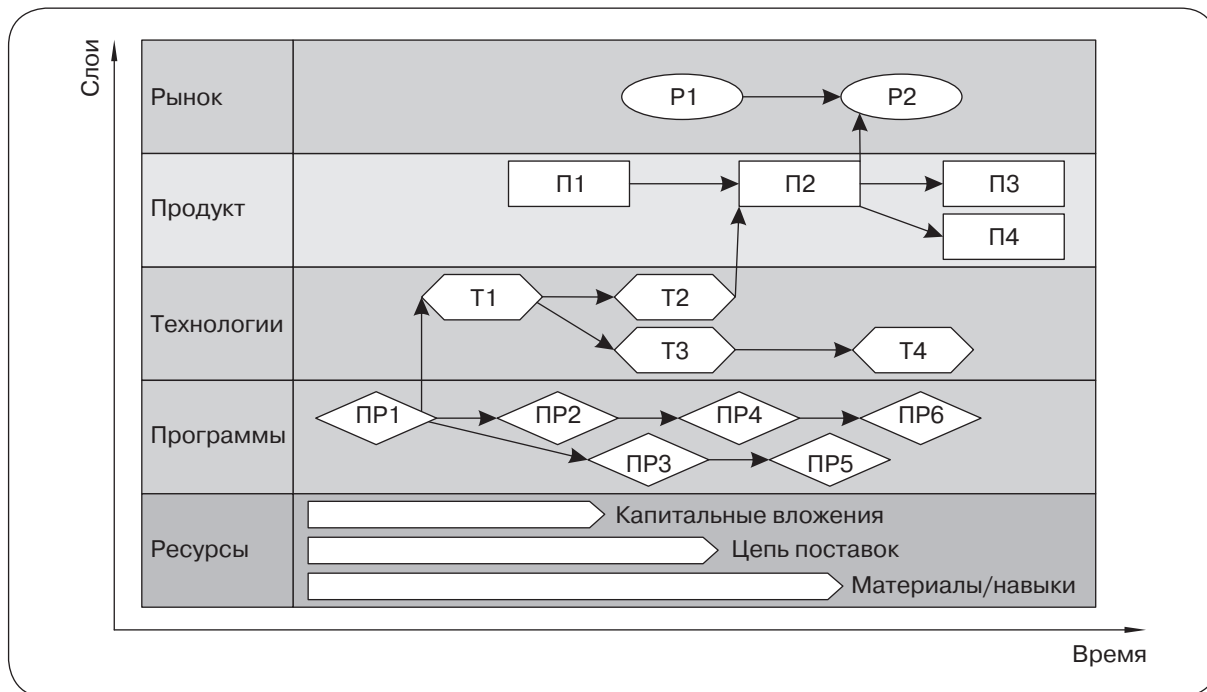 Слои
Рынок
Р1
Р2
Продукт
П1
П2
П3
П4
Технологии
Т1
Т2
Т3
Т4
Программы
ПР1
ПР2
ПР4
ПР6
ПР3
ПР5
Ресурсы
Капитальные вложения
Цепь поставок
Материалы/навыки
Время